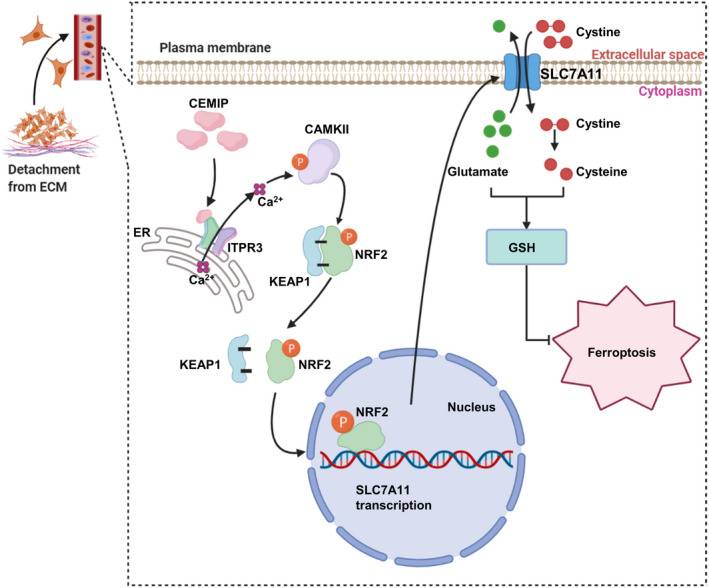 Plasma membrane
Cystine
Extracellular space
SLC7A11
Cytoplasm
Detachment
from ECM
CEMIP
CAMKII
P
Ca2+
ER
ITPR3
Ca2+
P
NRF2
KEAP1
Glutamate
Cystine
Cysteine
GSH
Ferroptosis
KEAP1
P
NRF2
Nucleus
P
NRF2
SLC7A11
transcription